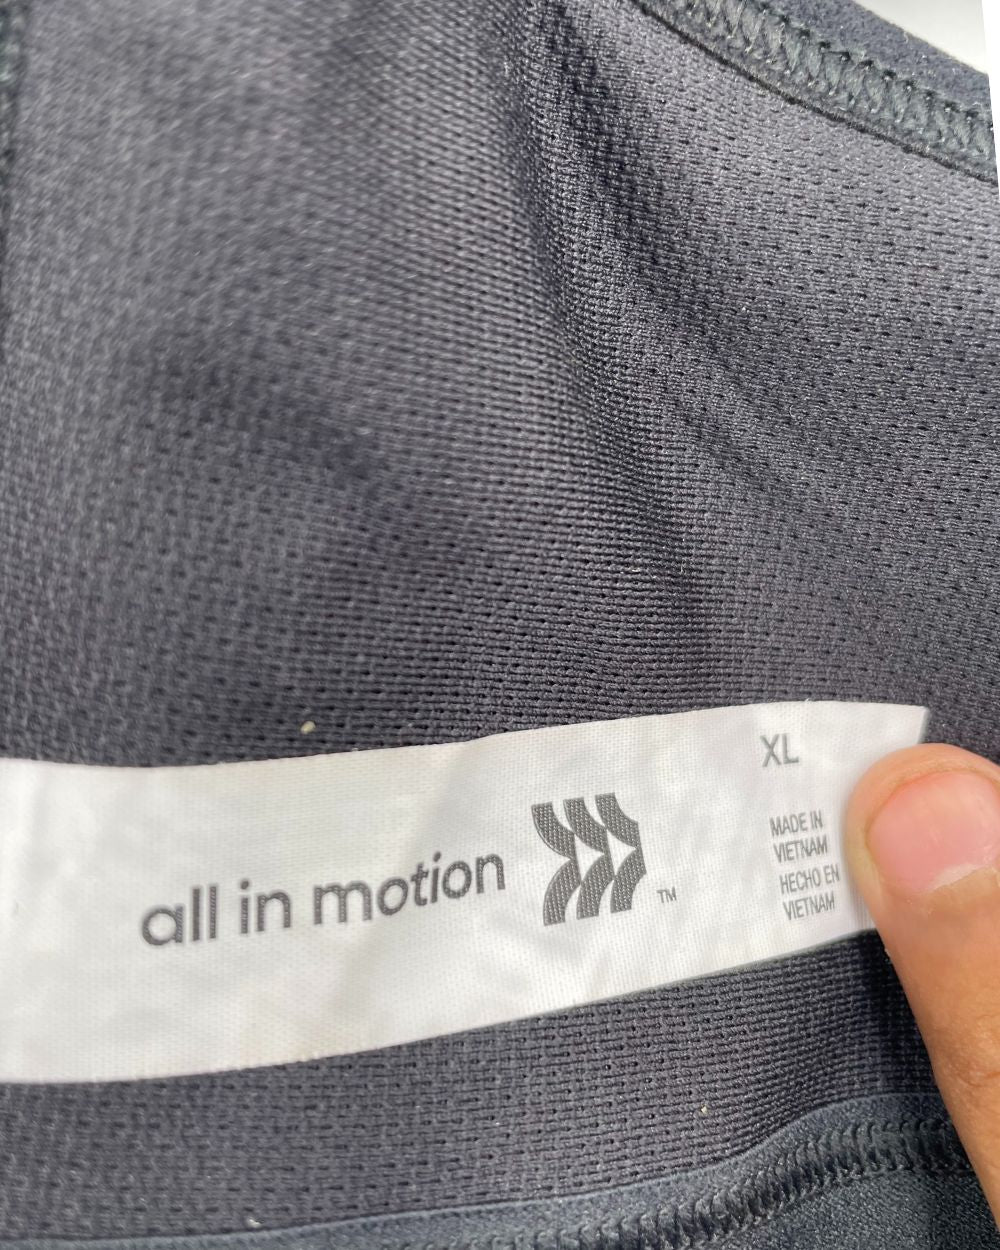 all in motion
TM
XL
MADE IN
VIETNAM
HECHO EN
VIETNAM